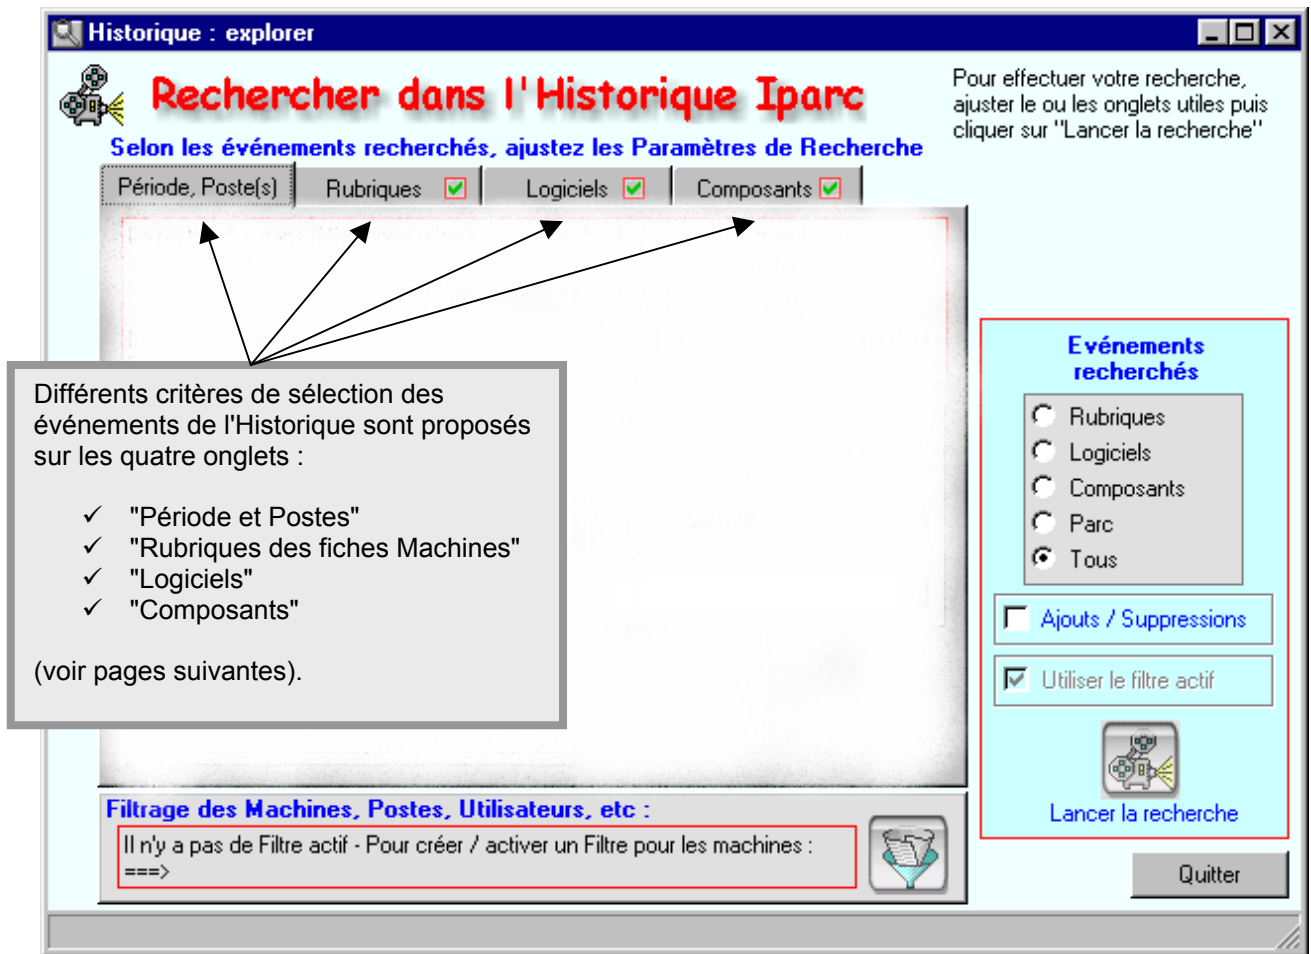 Historique : explorer
Rechercher dans l'Historique Iparc
Pour effectuer votre recherche,
ajuster le ou les onglets utiles puis
cliquer sur "Lancer la recherche"
Selon les événements recherchés, ajustez les Paramètres de Recherche
Période, Poste(s) Rubriques Logiciels Composants
Différents critères de sélection des
événements de l'Historique sont proposés
sur les quatre onglets :
✓ "Période et Postes"
✓ "Rubriques des fiches Machines"
✓ "Logiciels"
✓ "Composants"
(voir pages suivantes).
Evénements
recherchés
Rubriques
Logiciels
Composants
Parc
Tous
Ajouts / Suppressions
Utiliser le filtre actif
Lancer la recherche
Filtrage des Machines, Postes, Utilisateurs, etc :
Il n'y a pas de Filtre actif - Pour créer / activer un Filtre pour les machines :
===>
Quitter